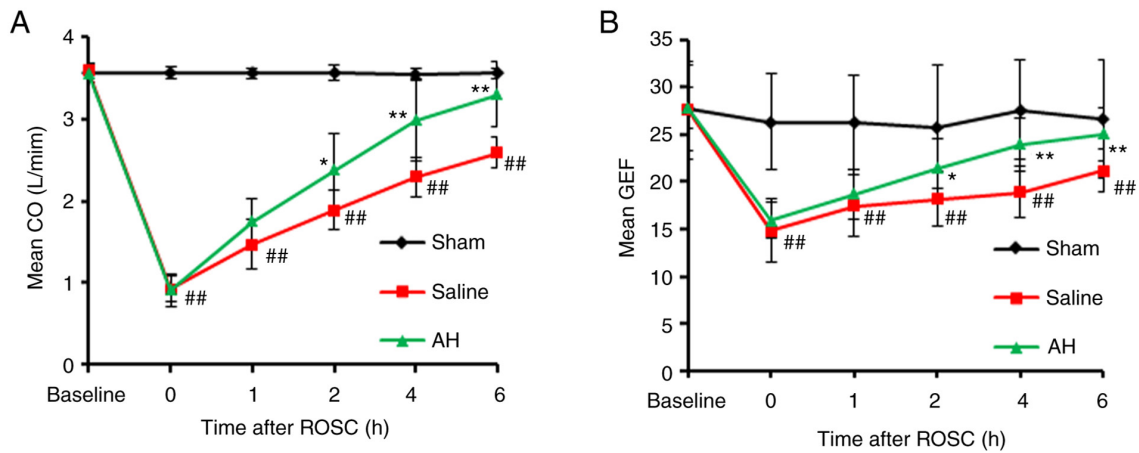 A
4
3
2
1
0
Mean CO (L/mim)
**
**
*
##
##
##
##
##
Sham
Saline
AH
Baseline 0 1 2 4 6
Time after ROSC (h)
B
35
30
25
20
15
10
5
0
Mean GEF
*
**
**
##
##
##
##
##
Sham
Saline
AH
Baseline 0 1 2 4 6
Time after ROSC (h)